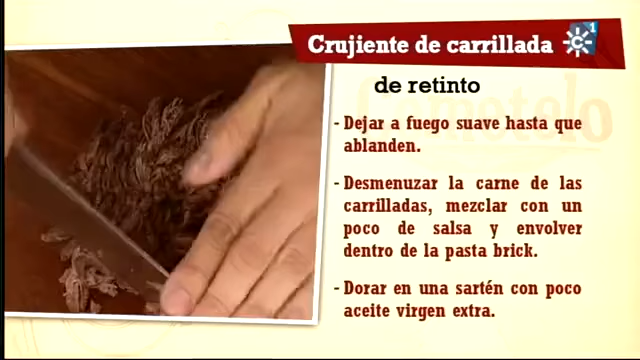 Crujiente de carrillada
1
de retinto
Cómetelo
- Dejar a fuego suave hasta que
ablanden.
- Desmenuzar la carne de las
carrilladas, mezclar con un
poco de salsa y envolver
dentro de la pasta brick.
- Dorar en una sartén con poco
aceite virgen extra.